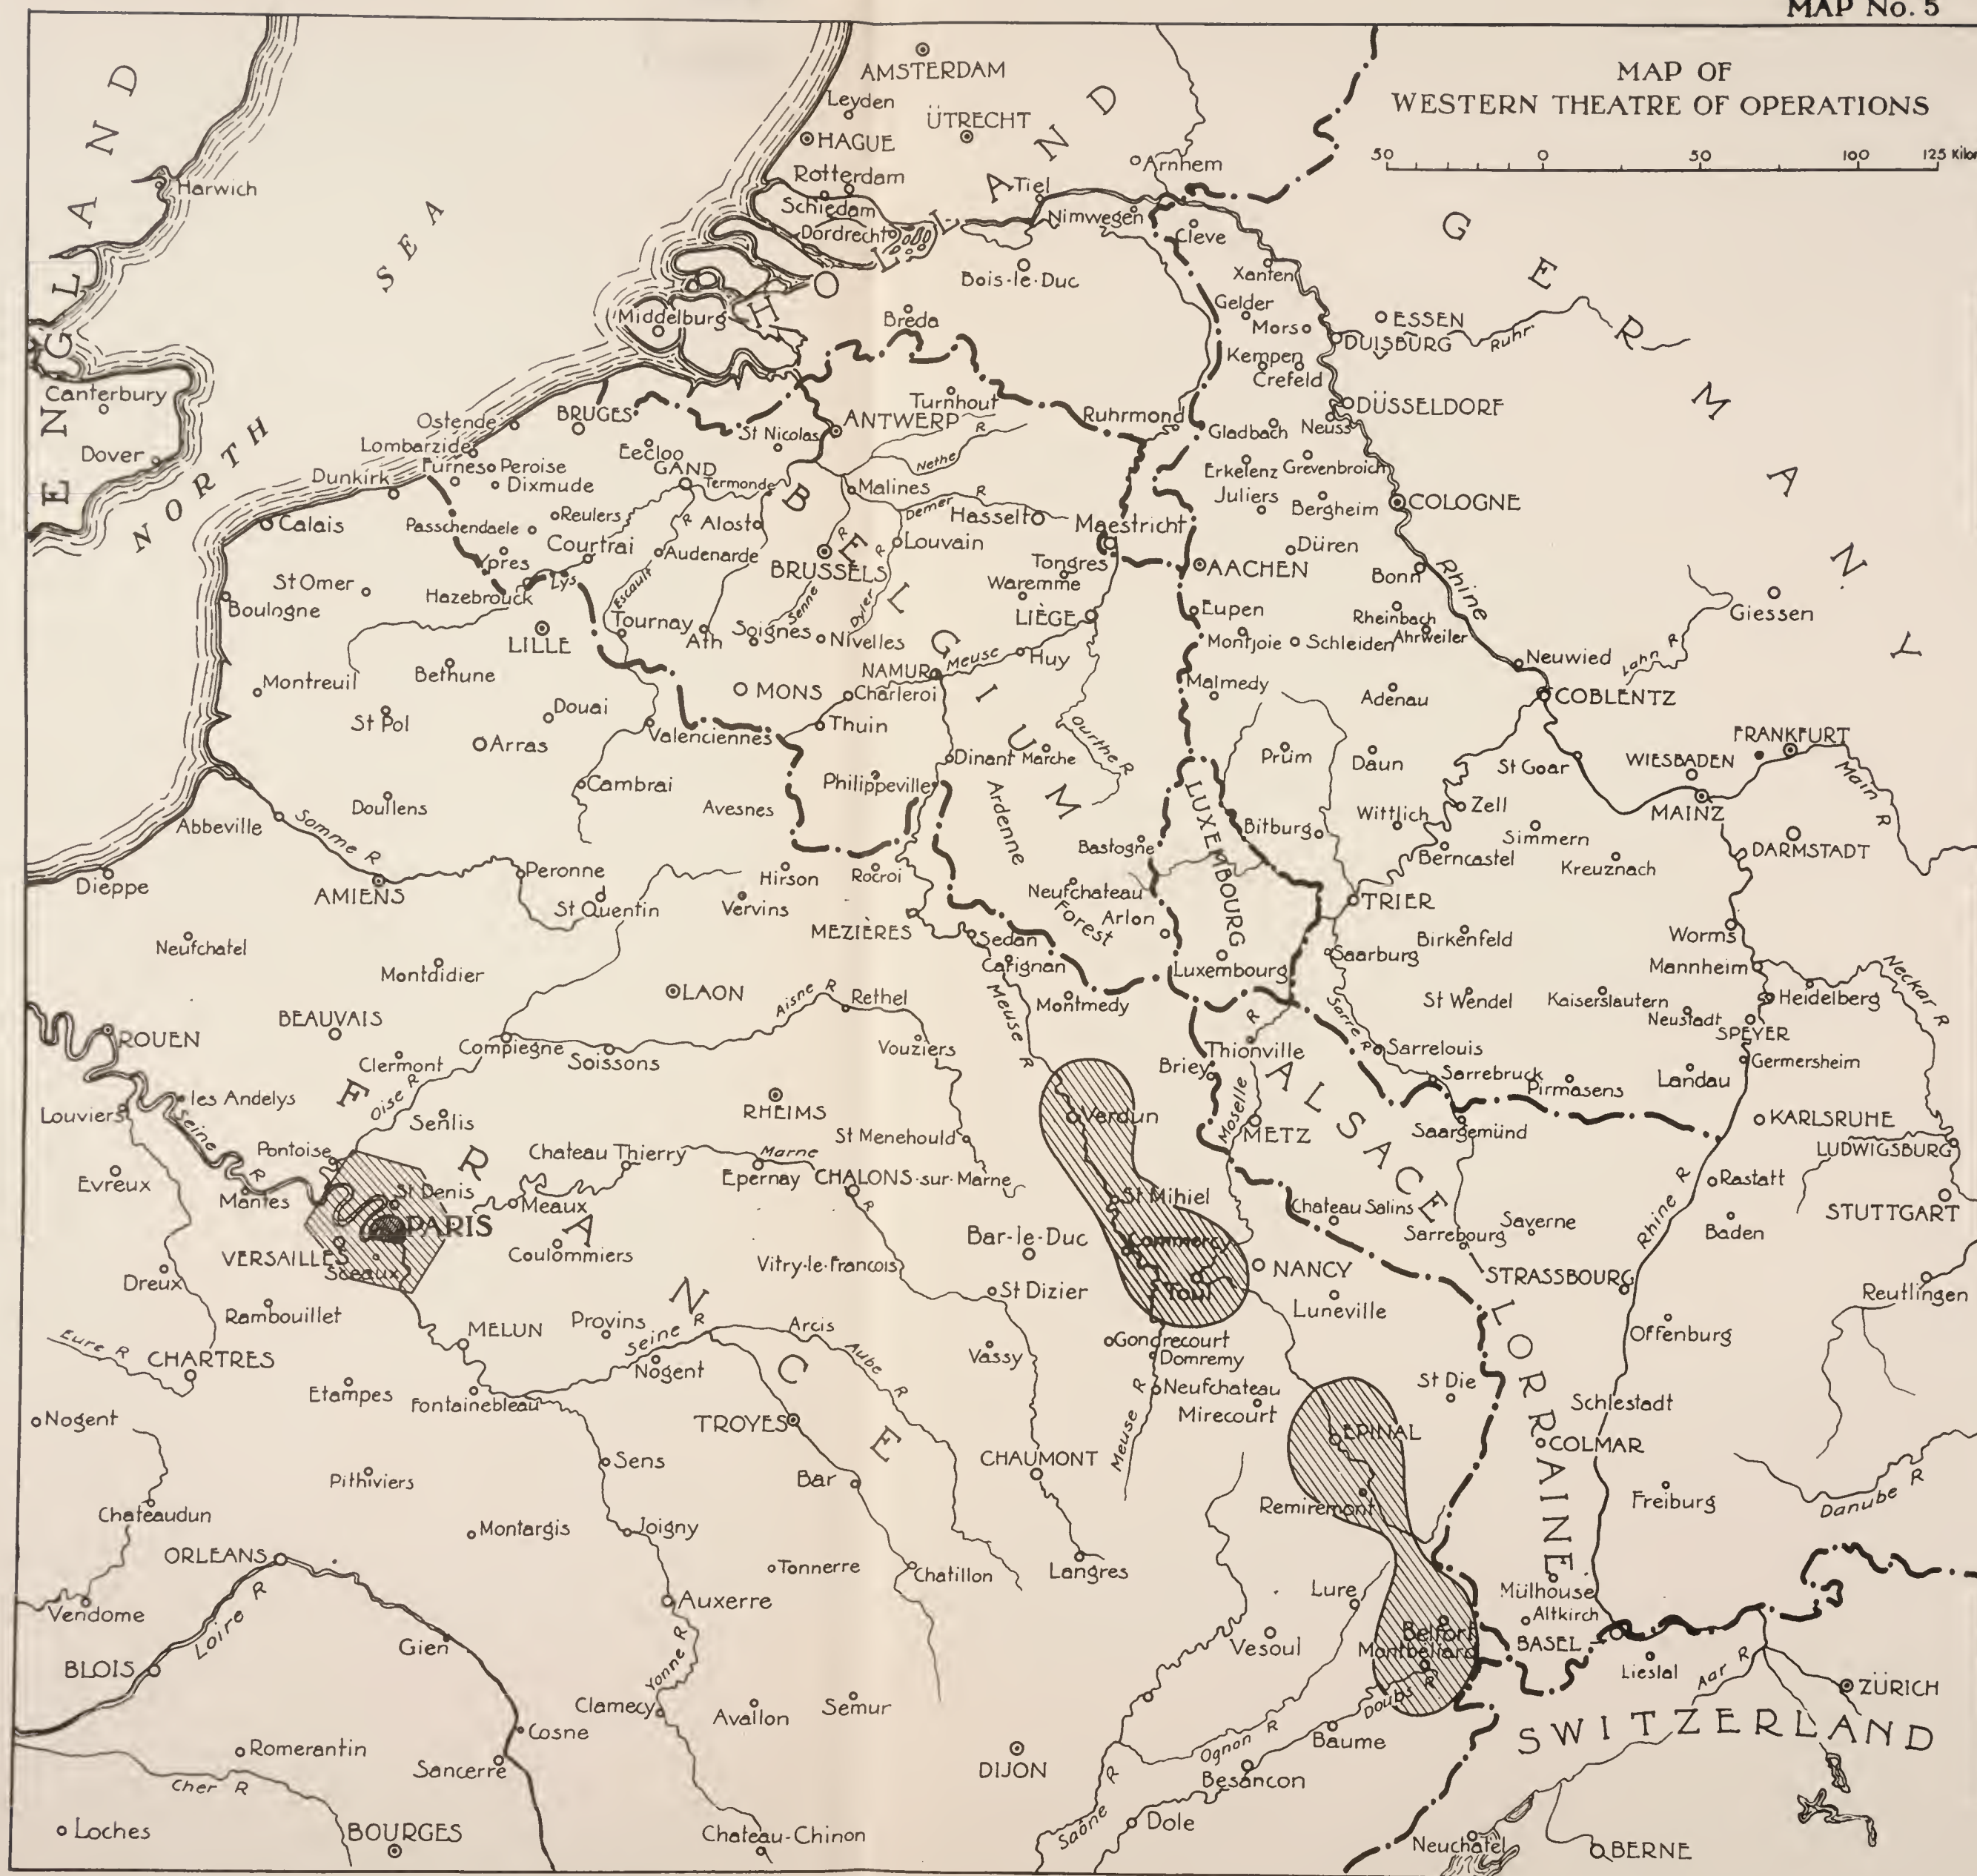 MAP No. 5
MAP OF
WESTERN THEATRE OF OPERATIONS
50 0 50 100 125
ENGLAND
NORTH SEA
HOLLAND
GERMANY
BELGIUM
LUXEMBOURG
FRANCE
ALSACE LORRAINE
SWITZERLAND
AMSTERDAM
Leyden
ÜTRECHT
HAGUE
Arnhem
Rotterdam
Harwich
Tiel
Schiedam
Nimwegen
Dordrecht
Cleve
Xanten
Bois-le-Duc
Gelder
Middelburg
Breda
Mors
ESSEN
DUISBURG
Ruhr
Kempen
Crefeld
Canterbury
Turnhout
DÜSSELDORF
BRUGES
Ostende
ANTWERP
Ruhrmond
Gladbach
Neuss
St Nicolas
R
Lombarzide
Eecloo
Dover
Nethe
Furnes
Peroise
GAND
Erkelenz
Grevenbroich
Dunkirk
Dixmude
Termonde
Malines
Juliers
Bergheim
COLOGNE
Calais
Passchendaele
Reulers
R
Alost
Demer R
Hasselt
Maestricht
Courtrai
Audenarde
R
Louvain
R
Düren
Ypres
BRUSSELS
Tongres
AACHEN
Bonn
Rhine
St Omer
Hazebrouck
Lys
Escault
Senne
Dyler
Waremme
Boulogne
LIÈGE
Eupen
Rheinbach
Giessen
Tournay
Ath
Soignes
Nivelles
Montjoie
Schleiden
Ahrweiler
LILLE
Huy
Neuwied
Lahn R
NAMUR
Meuse
Bethune
Montreuil
MONS
Charleroi
Malmedy
Adenau
COBLENTZ
St Pol
Douai
Thuin
Valenciennes
Ourthe R
Arras
Dinant
Marche
Prüm
Daun
St Goar
WIESBADEN
FRANKFURT
Main R
Cambrai
Philippeville
MAINZ
Doullens
Avesnes
Ardenne
Forest
Wittlich
Zell
Abbeville
Somme R
Bitburg
Simmern
DARMSTADT
Bastogne
Berncastel
Kreuznach
Dieppe
AMIENS
Peronne
Hirson
Rocroi
Neufchateau
St Quentin
Vervins
Arlon
TRIER
MEZIÈRES
Sedan
Birkenfeld
Worms
Neufchatel
Saarburg
Montdidier
Carignan
Luxembourg
Mannheim
Neckar R
LAON
Aisne R
Rethel
Meuse R
Montmedy
St Wendel
Kaiserslautern
Heidelberg
Neustadt
BEAUVAIS
R
Sarre R
SPEYER
ROUEN
Clermont
Compiegne
Soissons
Vouziers
Thionville
Sarrelouis
Briey
Germersheim
Sarrebruck
Landau
les Andelys
Oise R
Pirmasens
Louviers
Senlis
RHEIMS
Verdun
Moselle
METZ
Saargemünd
KARLSRUHE
Seine R
St Menehould
LUDWIGSBURG
Pontoise
Chateau Thierry
Marne
Epernay
CHALONS-sur-Marne
R
Evreux
Mantes
St Denis
Meaux
St Mihiel
Chateau Salins
Rastatt
PARIS
Saverne
STUTTGART
Bar-le-Duc
Commercy
Sarrebourg
Rhine R
Baden
VERSAILLES
Sceaux
Coulommiers
Vitry-le-Francois
NANCY
Dreux
Toul
STRASSBOURG
St Dizier
Reutlingen
Rambouillet
Luneville
Eure R
MELUN
Provins
Seine R
Arcis
Gondrecourt
Offenburg
CHARTRES
Vassy
Domremy
Aube R
Nogent
St Die
Etampes
Fontainebleau
Neufchateau
Meuse R
Mirecourt
Schlestadt
Nogent
TROYES
EPINAL
COLMAR
Sens
CHAUMONT
Pithiviers
Bar
Remiremont
Freiburg
Danube R
Chateaudun
Montargis
Joigny
ORLEANS
Tonnerre
Chatillon
Langres
Mülhouse
Lure
Vendome
Auxerre
Altkirch
Loire R
Belfort
BASEL
Gien
Vesoul
Montbeliard
BLOIS
Yonne R
Lieslal
Aar R
Doubs R
ZÜRICH
Clamecy
Avallon
Semur
Cosne
Baume
Ognon R
Romerantin
Sancerre
DIJON
Besancon
Cher R
R
Saône
Dole
Loches
BOURGES
Chateau-Chinon
Neuchatel
BERNE